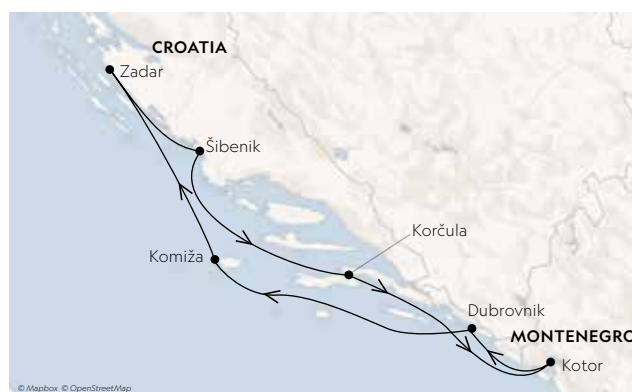 CROATIA
Zadar
Šibenik
Korčula
Komiža
Dubrovnik
MONTENEGRO
Kotor
© Mapbox © OpenStreetMap